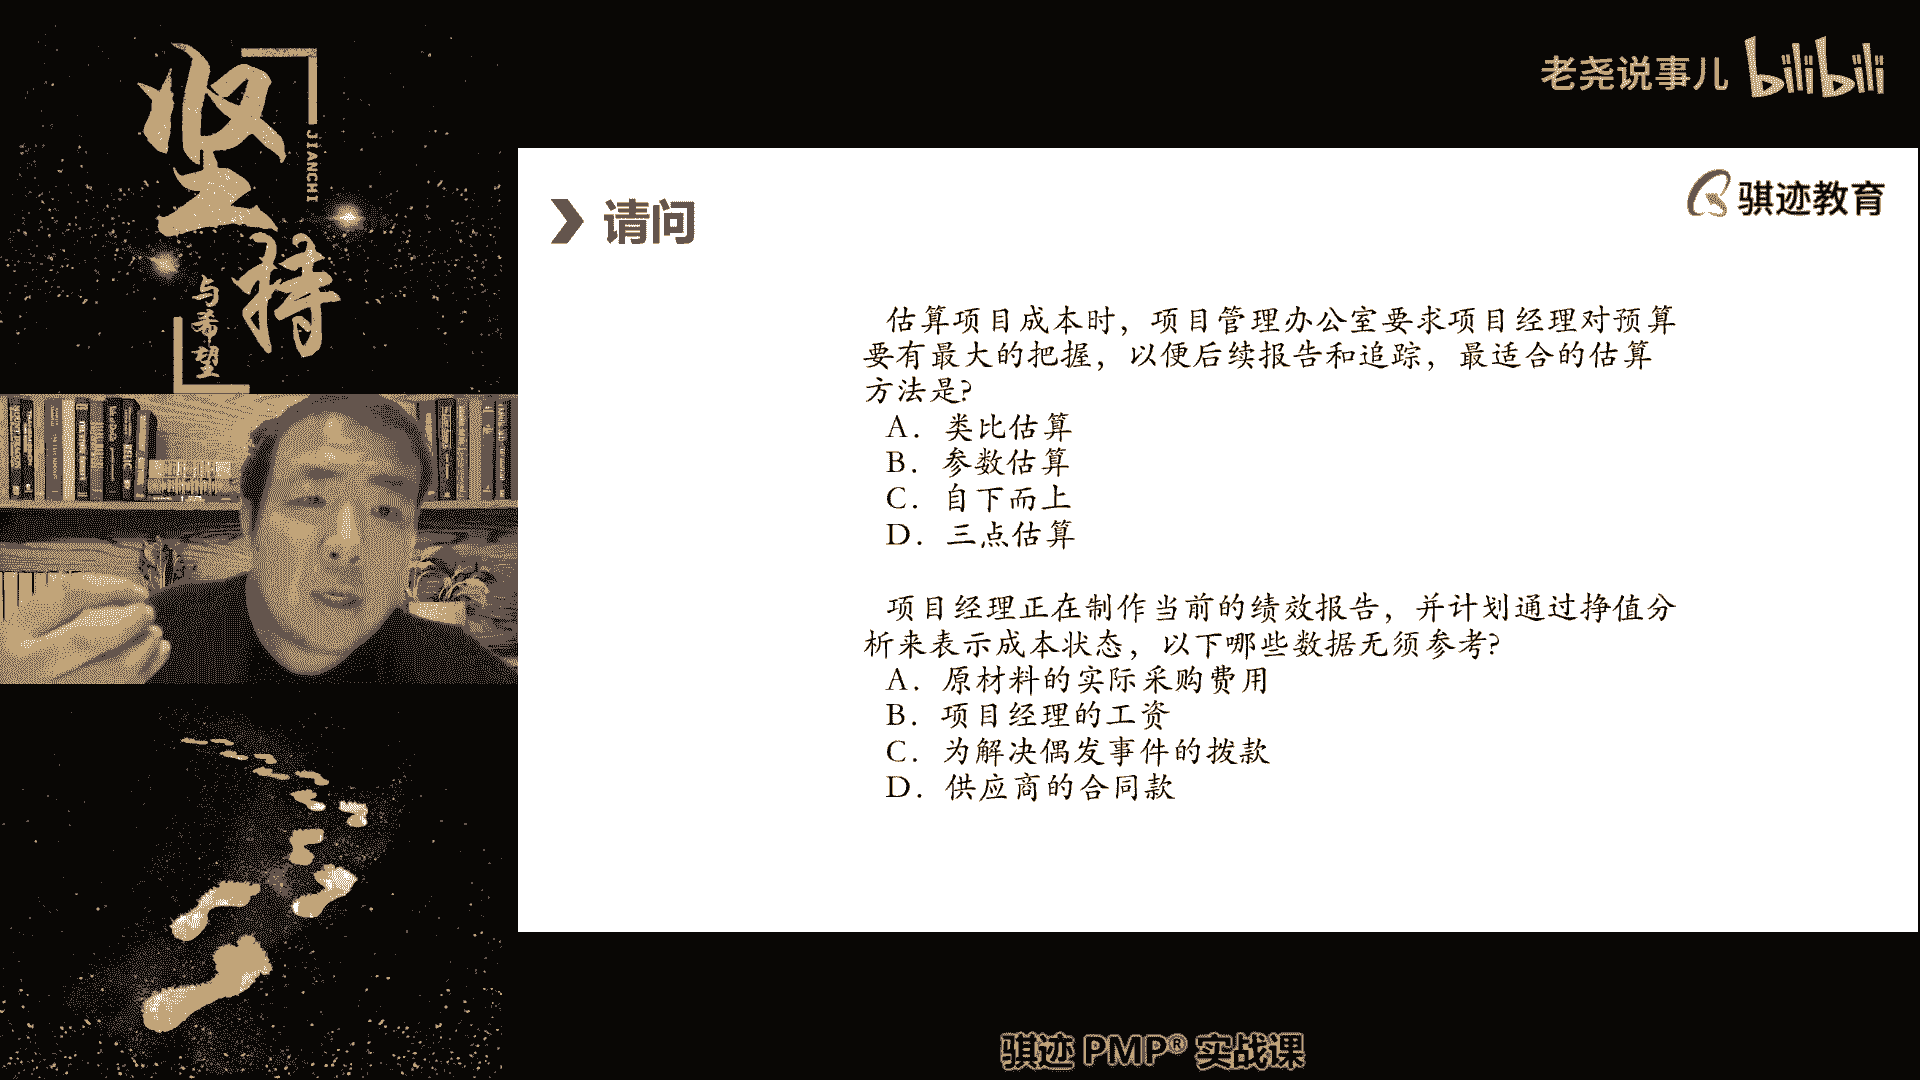 坚持
JIANCHI
与希望
老尧说事儿 bilibili
骐迹教育
请问
估算项目成本时，项目管理办公室要求项目经理对预算
要有最大的把握，以便后续报告和追踪，最适合的估算
方法是?
A. 类比估算
B. 参数估算
C. 自下而上
D. 三点估算
项目经理正在制作当前的绩效报告，并计划通过挣值分
析来表示成本状态，以下哪些数据无须参考?
A. 原材料的实际采购费用
B. 项目经理的工资
C. 为解决偶发事件的拨款
D. 供应商的合同款
骐迹 PMP® 实战课